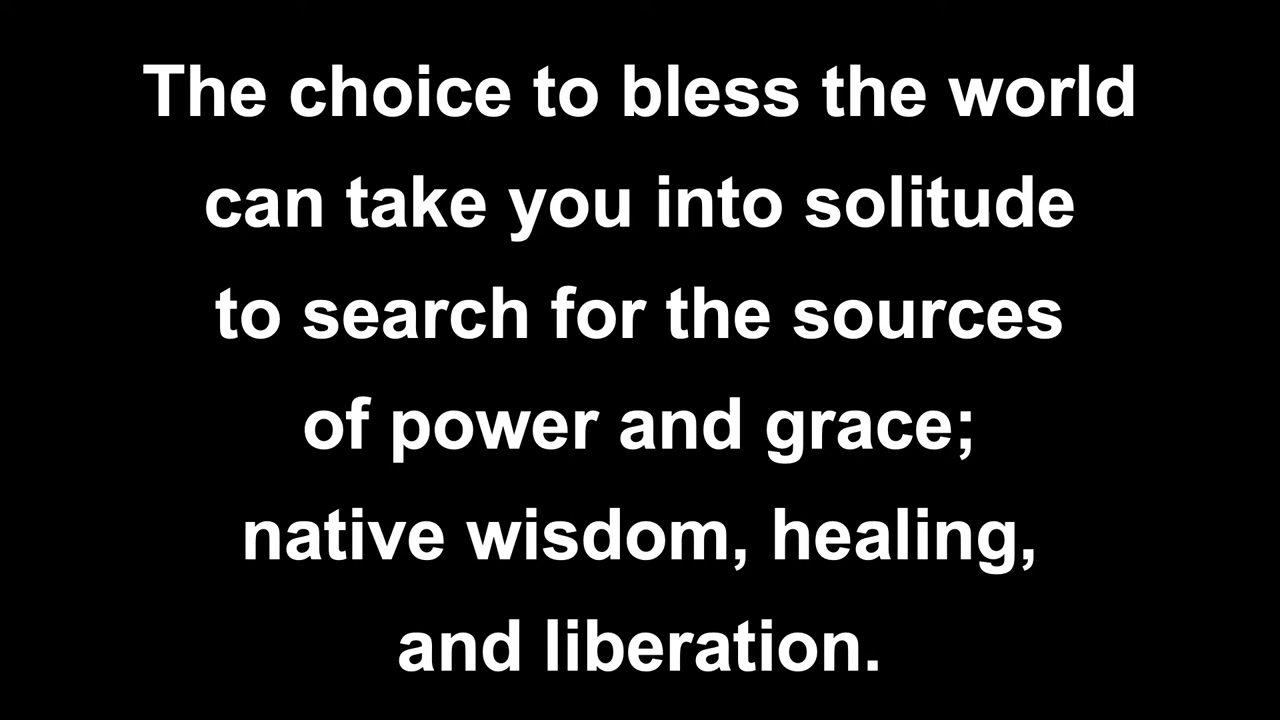 The choice to bless the world
can take you into solitude
to search for the sources
of power and grace;
native wisdom, healing,
and liberation.